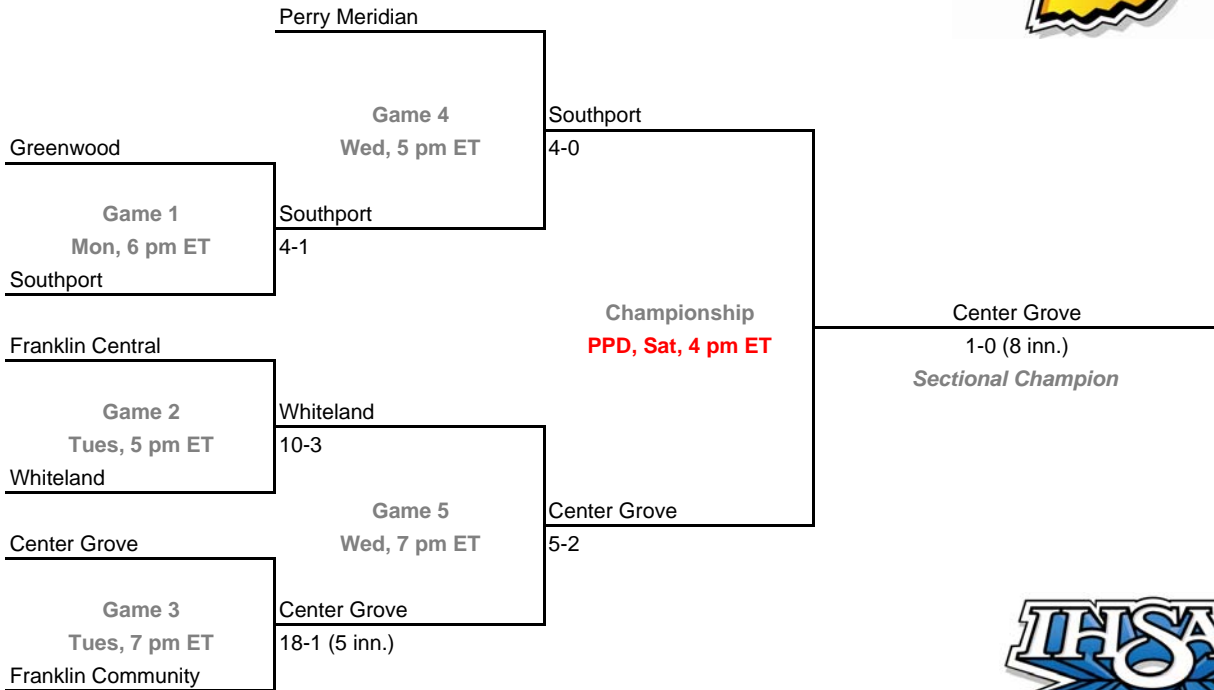 Perry Meridian
Game 4
Wed, 5 pm ET
Southport
4-0
Greenwood
Game 1
Mon, 6 pm ET
Southport
4-1
Southport
Championship
PPD, Sat, 4 pm ET
Center Grove
1-0 (8 inn.)
Sectional Champion
Franklin Central
Game 2
Tues, 5 pm ET
Whiteland
10-3
Whiteland
Game 5
Wed, 7 pm ET
Center Grove
5-2
Center Grove
Game 3
Tues, 7 pm ET
Center Grove
18-1 (5 inn.)
Franklin Community
IHSA